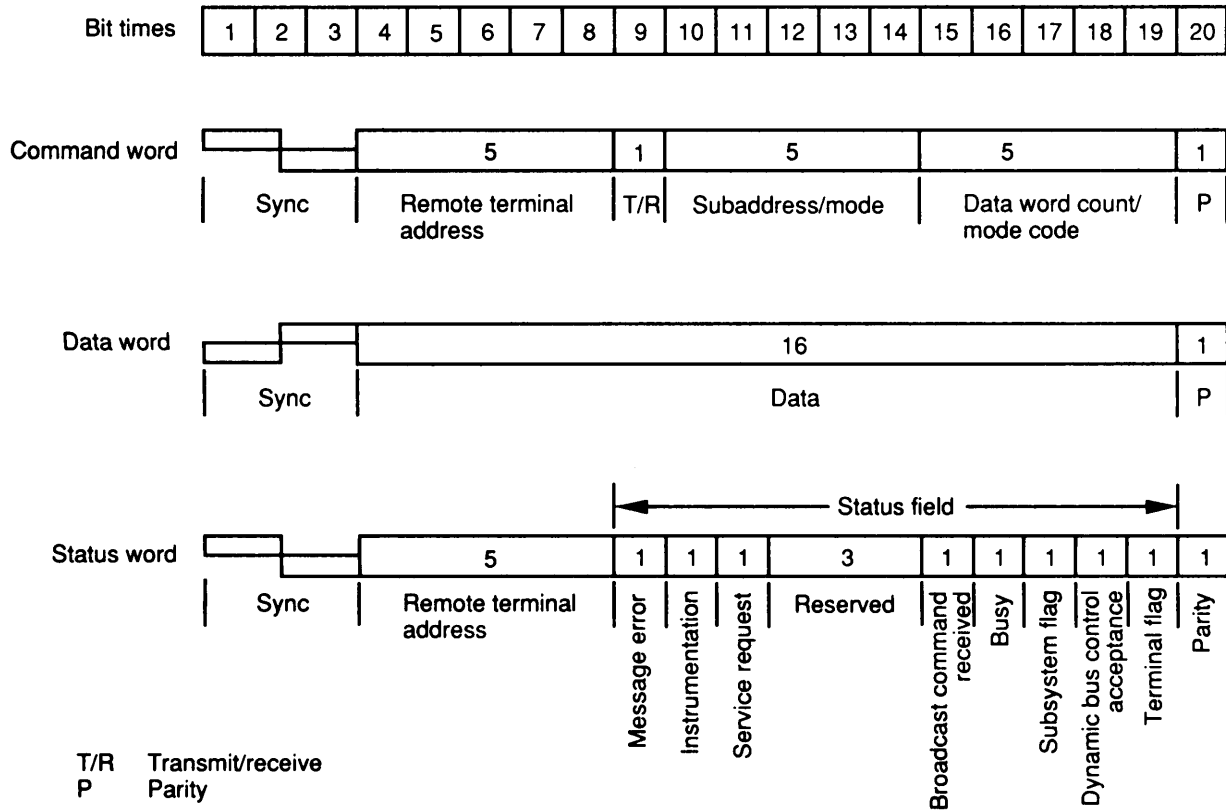 Bit times 1 2 3 4 5 6 7 8 9 10 11 12 13 14 15 16 17 18 19 20
Command word 5 1 5 5 1
Sync Remote terminal address T/R Subaddress/mode Data word count/ mode code P
Data word 16 1
Sync Data P
Status field
Status word 5 1 1 1 3 1 1 1 1 1 1
Sync Remote terminal address Message error Instrumentation Service request Reserved Broadcast command received Busy Subsystem flag Dynamic bus control acceptance Terminal flag Parity
T/R Transmit/receive
P Parity